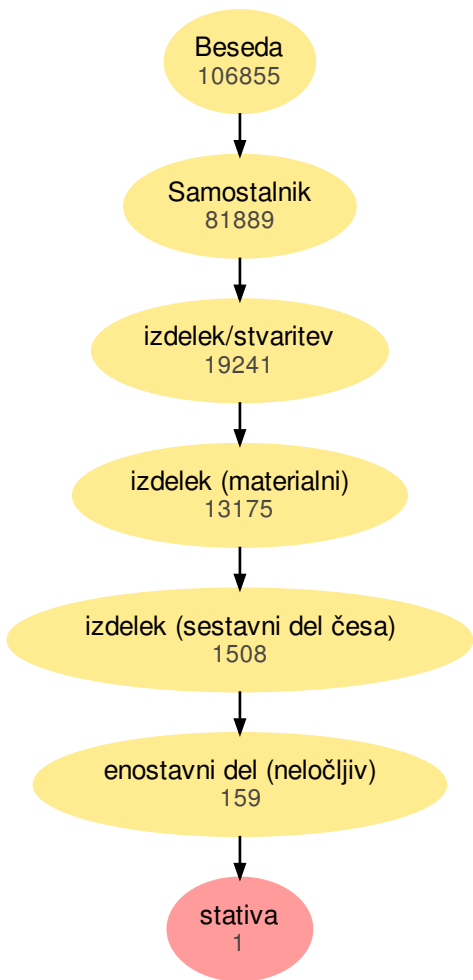 Beseda
106855
Samostalnik
81889
izdelek/stvaritev
19241
izdelek (materialni)
13175
izdelek (sestavni del česa)
1508
enostavni del (neločljiv)
159
stativa
1